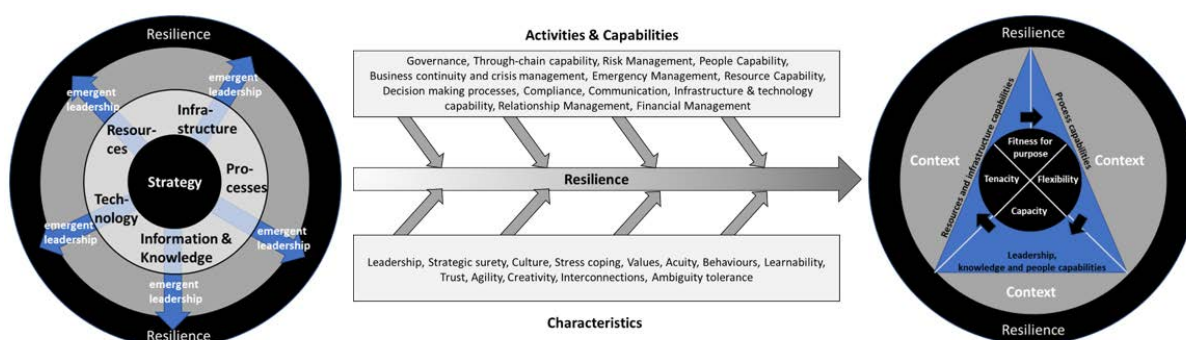 Resilience
emergent
leadership
emergent
leadership
Infra-
structure
Resour-
ces
Strategy
Pro-
cesses
Tech-
nology
emergent
leadership
emergent
leadership
Information &
Knowledge
emergent
leadership
Resilience
Activities & Capabilities
Governance, Through-chain capability, Risk Management, People Capability,
Business continuity and crisis management, Emergency Management, Resource Capability,
Decision making processes, Compliance, Communication, Infrastructure & technology
capability, Relationship Management, Financial Management
Resilience
Leadership, Strategic surety, Culture, Stress coping, Values, Acuity, Behaviours, Learnability,
Trust, Agility, Creativity, Interconnections, Ambiguity tolerance
Characteristics
Resilience
Resources and infrastructure capabilities
Process capabilities
Context
Context
Fitness for
purpose
Tenacity
Flexibility
Capacity
Leadership,
knowledge and people capabilities
Context
Resilience